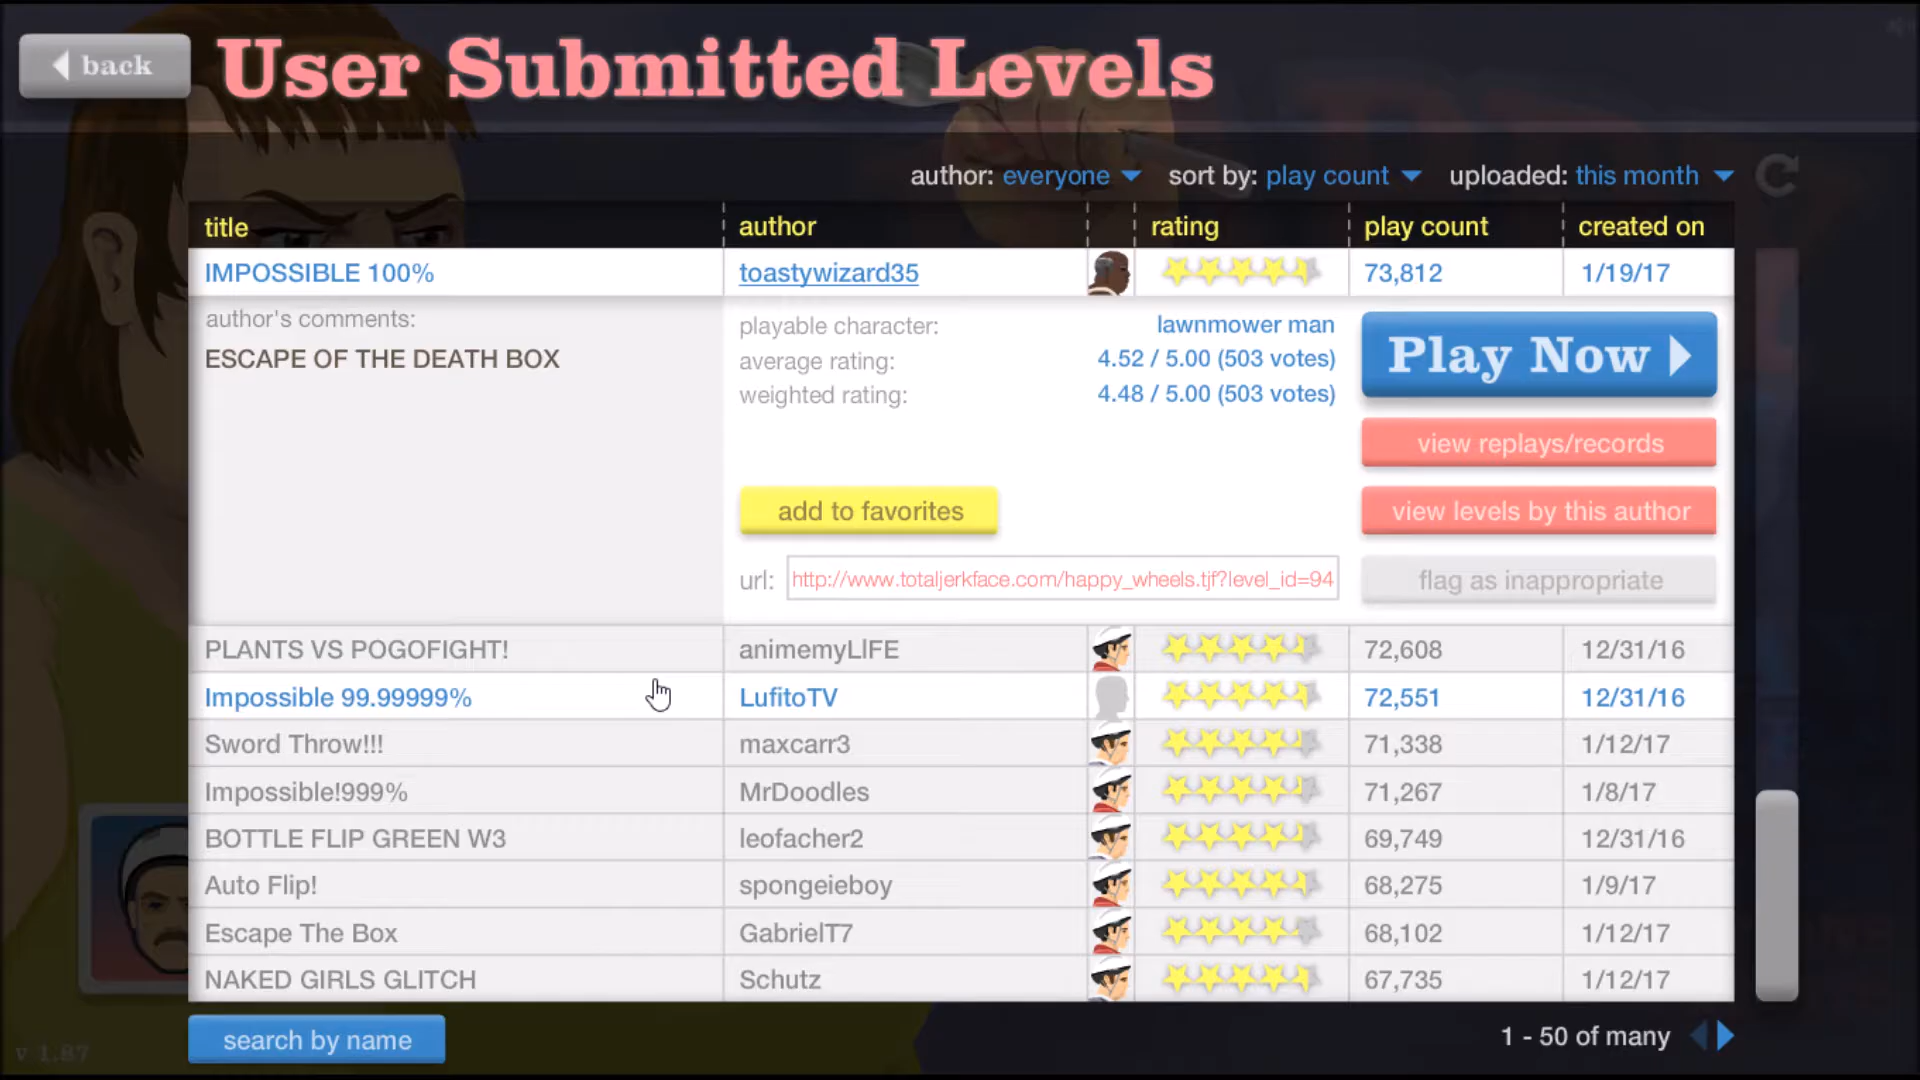 back
User Submitted Levels
author: everyone sort by: play count uploaded: this month
title author rating play count created on
IMPOSSIBLE 100% toastywizard35 73,812 1/19/17
author's comments:
ESCAPE OF THE DEATH BOX
playable character: lawnmower man
average rating: 4.52 / 5.00 (503 votes)
weighted rating: 4.48 / 5.00 (503 votes)
Play Now
view replays/records
add to favorites
view levels by this author
url: http://www.totaljerkface.com/happy_wheels.tjf?level_id=94
flag as inappropriate
PLANTS VS POGOFIGHT! animemyLIFE 72,608 12/31/16
Impossible 99.99999% LufitoTV 72,551 12/31/16
Sword Throw!!! maxcarr3 71,338 1/12/17
Impossible!999% MrDoodles 71,267 1/8/17
BOTTLE FLIP GREEN W3 leofacher2 69,749 12/31/16
Auto Flip! spongeieboy 68,275 1/9/17
Escape The Box GabrielT7 68,102 1/12/17
NAKED GIRLS GLITCH Schutz 67,735 1/12/17
search by name
1 - 50 of many
v 1.87